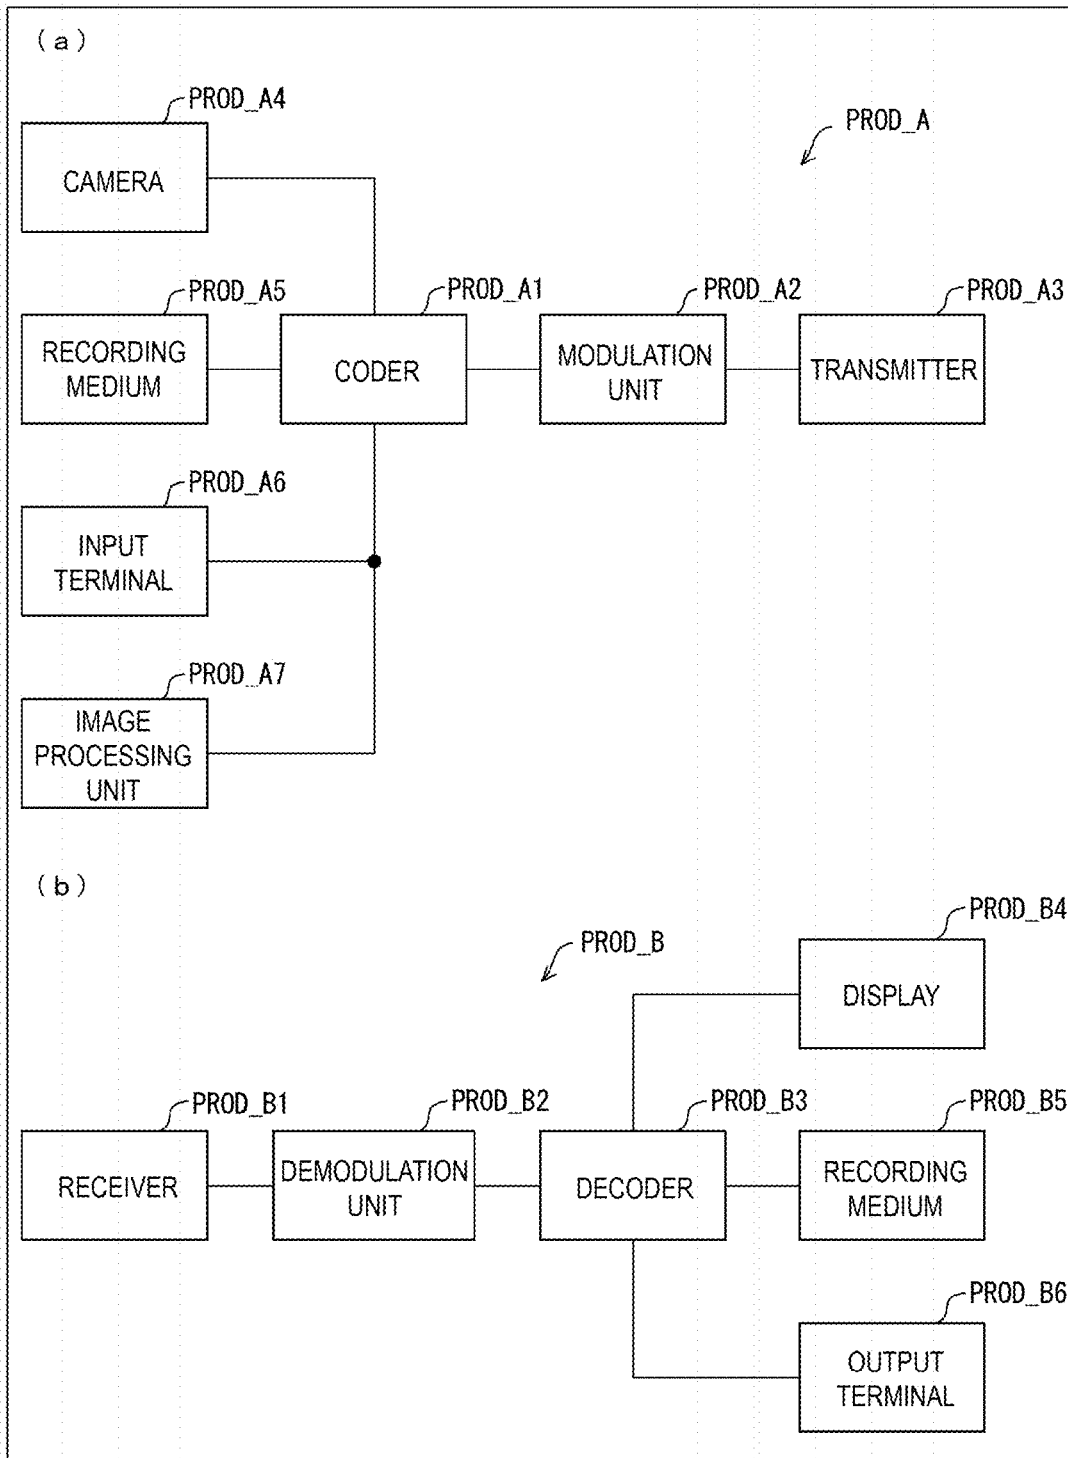 (a)
PROD_A4
PROD_A
CAMERA
PROD_A5
PROD_A1
PROD_A2
PROD_A3
RECORDING
MEDIUM
CODER
MODULATION
UNIT
TRANSMITTER
PROD_A6
INPUT
TERMINAL
PROD_A7
IMAGE
PROCESSING
UNIT
(b)
PROD_B4
PROD_B
DISPLAY
PROD_B1
PROD_B2
PROD_B3
PROD_B5
RECEIVER
DEMODULATION
UNIT
DECODER
RECORDING
MEDIUM
PROD_B6
OUTPUT
TERMINAL